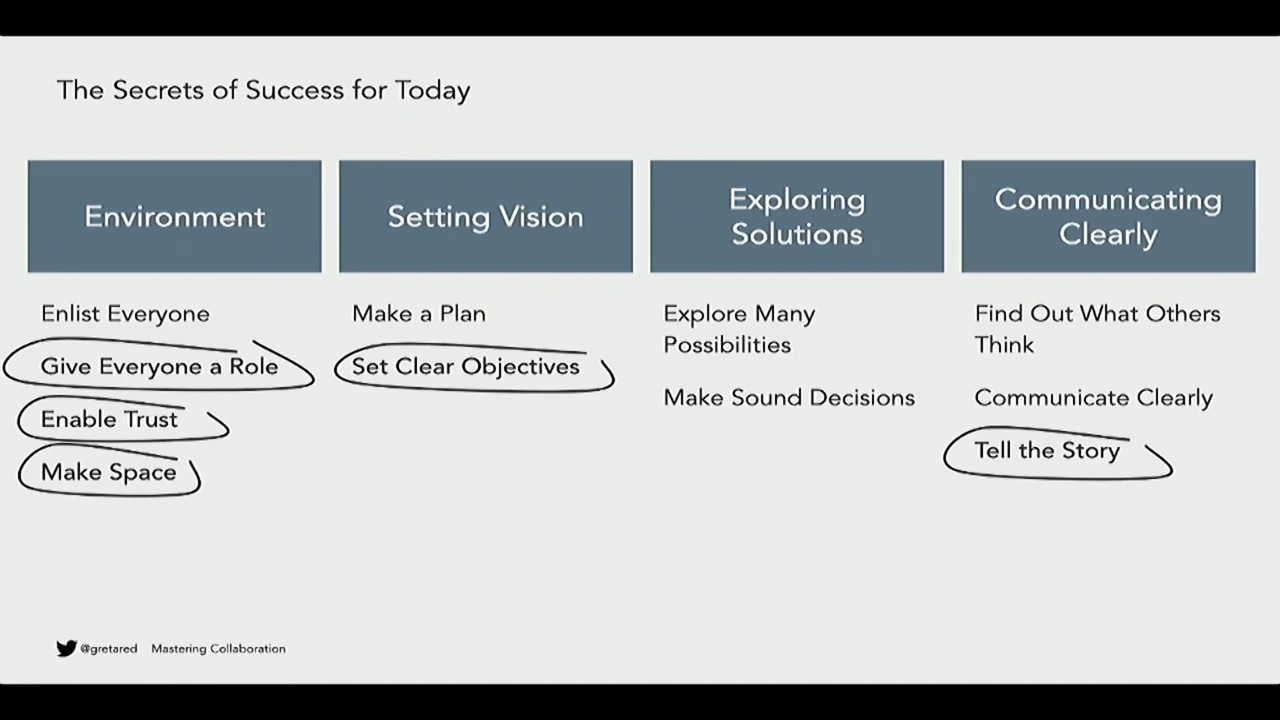 The Secrets of Success for Today
Environment
Enlist Everyone
Give Everyone a Role
Enable Trust
Make Space
Setting Vision
Make a Plan
Set Clear Objectives
Exploring
Solutions
Explore Many
Possibilities
Make Sound Decisions
Communicating
Clearly
Find Out What Others
Think
Communicate Clearly
Tell the Story
@gretared Mastering Collaboration